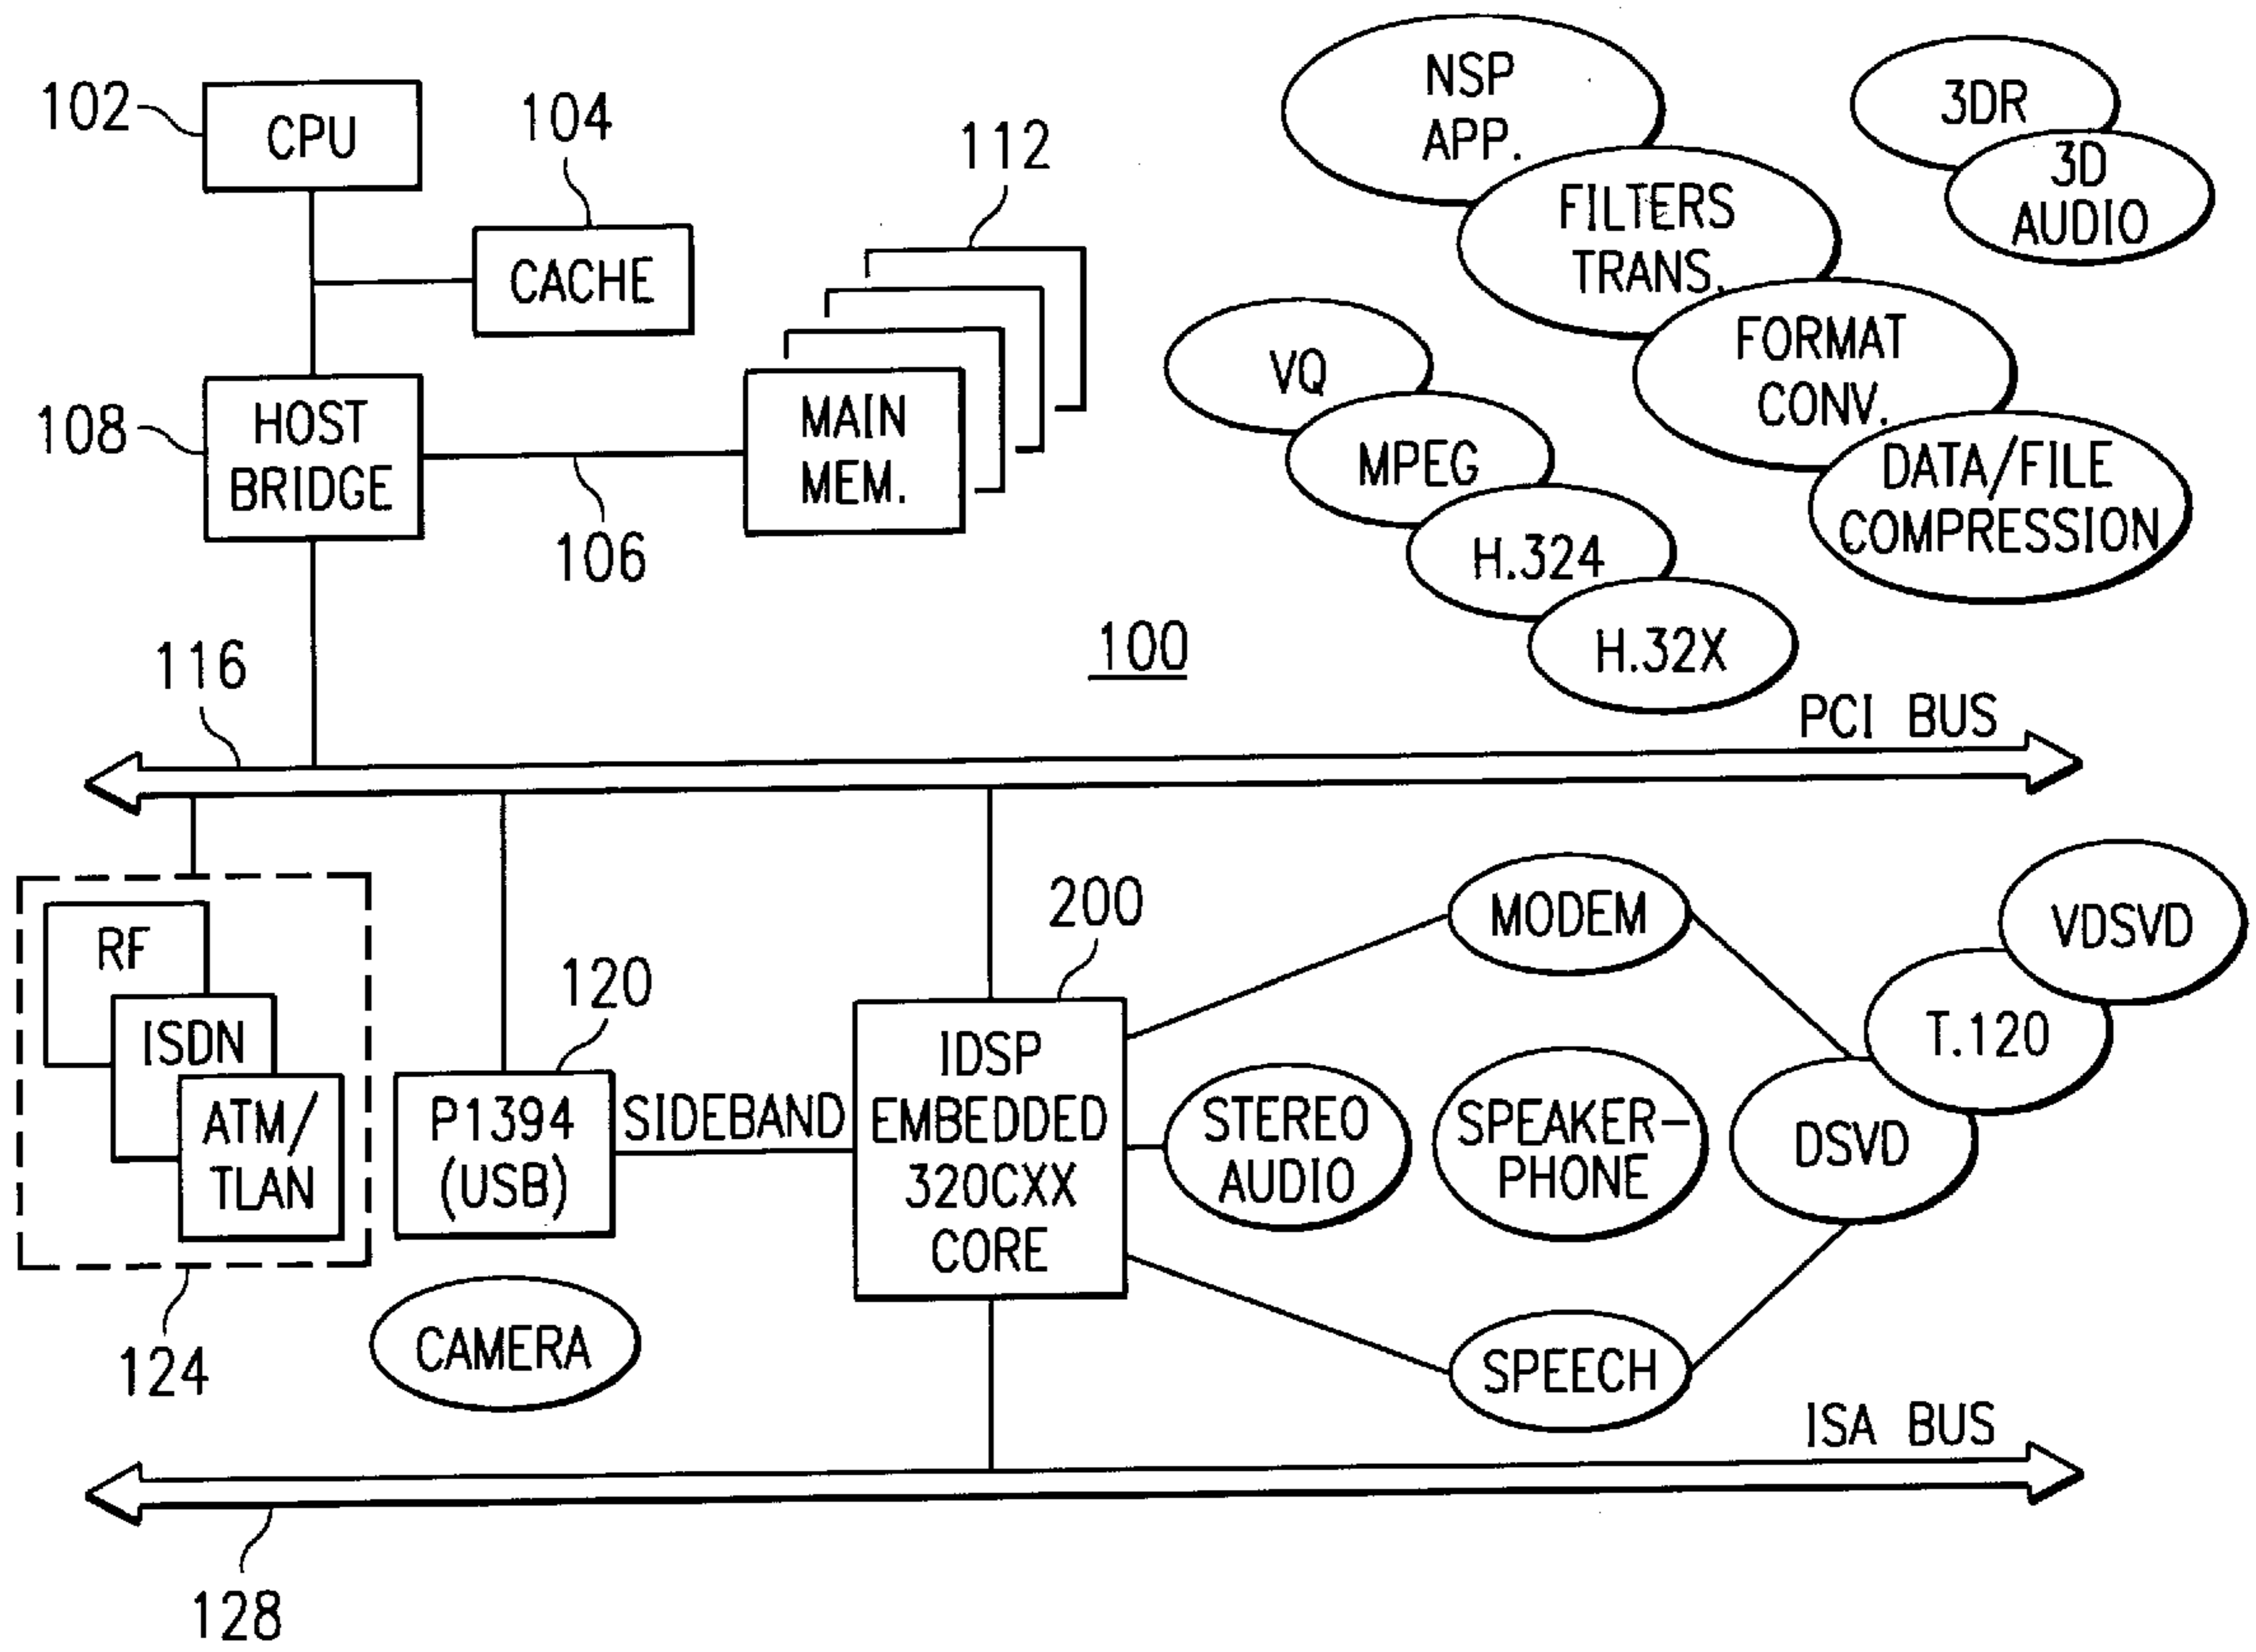 102
CPU
104
CACHE
112
108
HOST
BRIDGE
MAIN
MEM.
106
NSP
APP.
FILTERS
TRANS.
FORMAT
CONV.
DATA/FILE
COMPRESSION
3DR
3D
AUDIO
VQ
MPEG
H.324
H.32X
100
116
PCI BUS
RF
ISDN
ATM/
TLAN
124
120
P1394
(USB)
SIDEBAND
CAMERA
200
IDSP
EMBEDDED
320CXX
CORE
MODEM
STEREO
AUDIO
SPEAKER-
PHONE
SPEECH
DSVD
T.120
VDSVD
ISA BUS
128